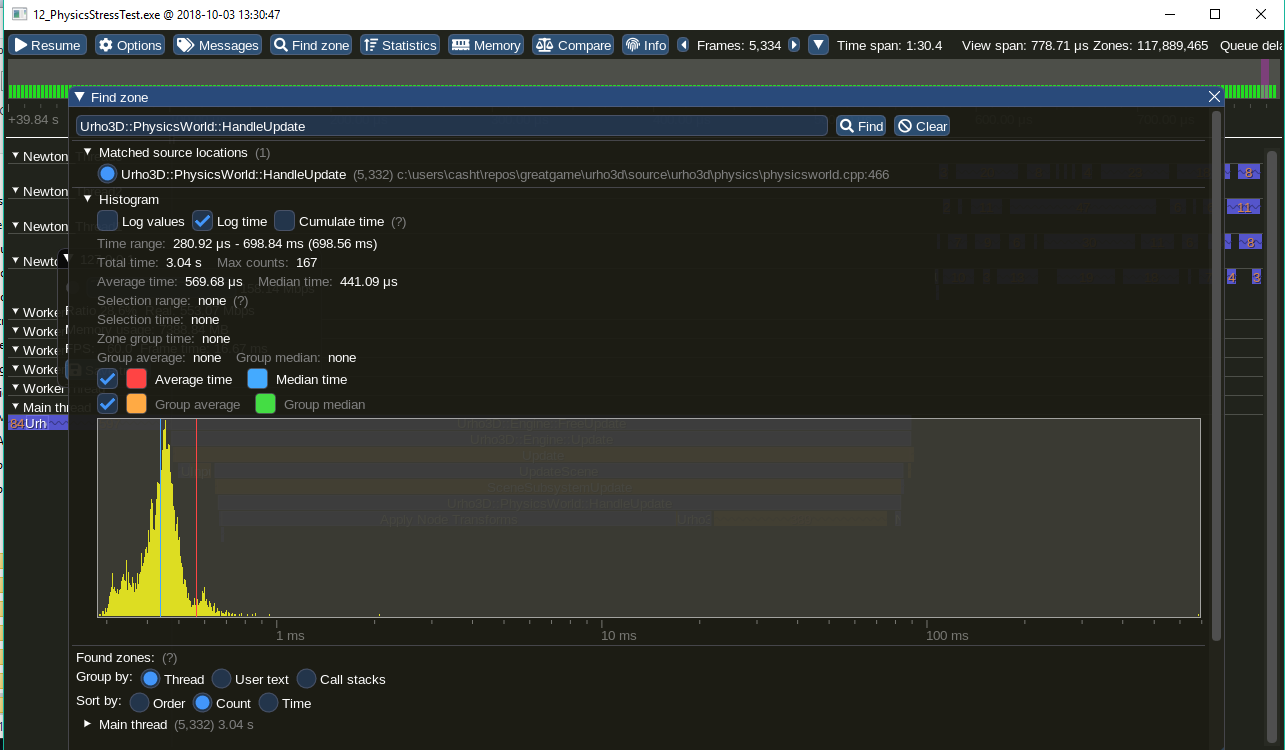 12_PhysicsStressTest.exe @ 2018-10-03 13:30:47
Resume Options Messages Find zone Statistics Memory Compare Info Frames: 5,334 Time span: 1:30.4 View span: 778.71 μs Zones: 117,889,465 Queue dela
Find zone
+39.84 s
Urho3D::PhysicsWorld::HandleUpdate Find Clear
Matched source locations (1)
Newton
Urho3D::PhysicsWorld::HandleUpdate (5,332) c:\users\casht\repos\greatgame\urho3d\source\urho3d\physics\physicsworld.cpp:466
8
Newton
Histogram
11
Log values Log time Cumulate time (?)
Newton
Time range: 280.92 μs - 698.84 ms (698.56 ms)
8
Newto
Total time: 3.04 s Max counts: 167
Average time: 569.68 μs Median time: 441.09 μs
4 3
Selection range: none (?)
Worke
Selection time: none
Worke
Zone group time: none
Worke
Group average: none Group median: none
Worke
Average time Median time
Worker
Main thread
Group average Group median
84 Urh
Urho3D::Engine::FreeUpdate
Urho3D::Engine::Update
Update
UpdateScene
SceneSubsystemUpdate
Urho3D::PhysicsWorld::HandleUpdate
Apply Node Transforms Urho3
1 ms 10 ms 100 ms
Found zones: (?)
Group by: Thread User text Call stacks
Sort by: Order Count Time
Main thread (5,332) 3.04 s